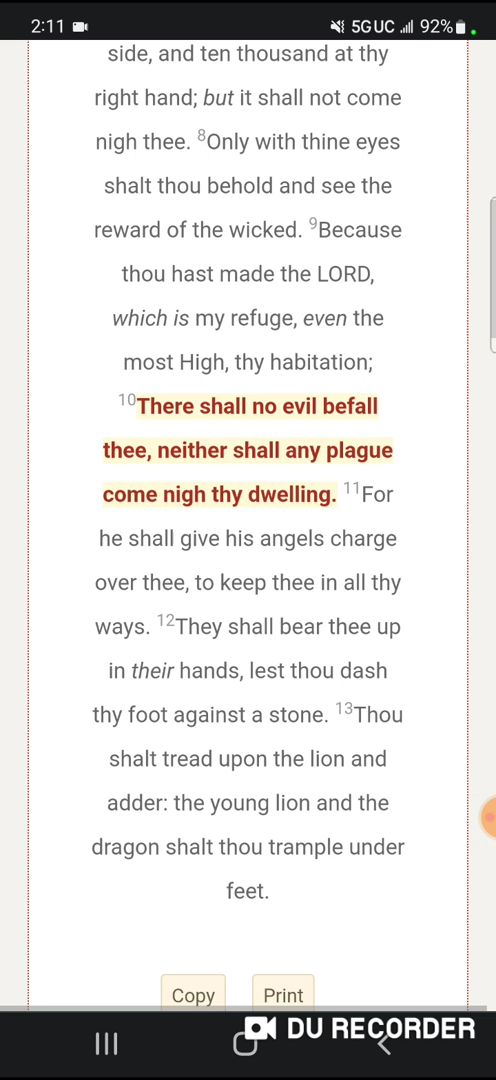 2:11 5GUC 92%
side, and ten thousand at thy
right hand; but it shall not come
nigh thee. 8Only with thine eyes
shalt thou behold and see the
reward of the wicked. 9Because
thou hast made the LORD,
which is my refuge, even the
most High, thy habitation;
10There shall no evil befall
thee, neither shall any plague
come nigh thy dwelling. 11For
he shall give his angels charge
over thee, to keep thee in all thy
ways. 12They shall bear thee up
in their hands, lest thou dash
thy foot against a stone. 13Thou
shalt tread upon the lion and
adder: the young lion and the
dragon shalt thou trample under
feet.
Copy Print
DU RECORDER